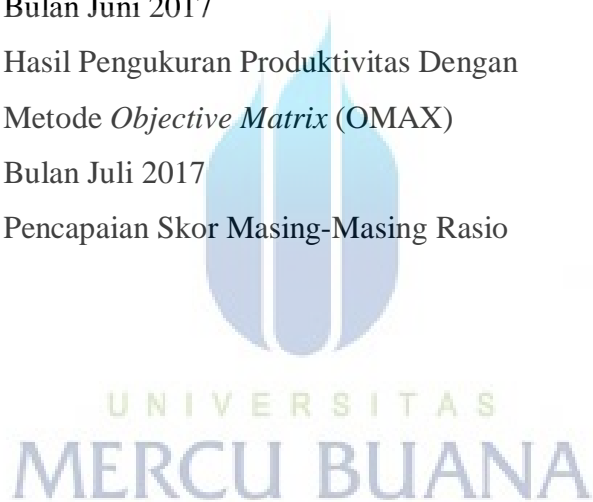 Bulan Juni 2017
Hasil Pengukuran Produktivitas Dengan
Metode Objective Matrix (OMAX)
Bulan Juli 2017
Pencapaian Skor Masing-Masing Rasio
UNIVERSITAS
MERCU BUANA